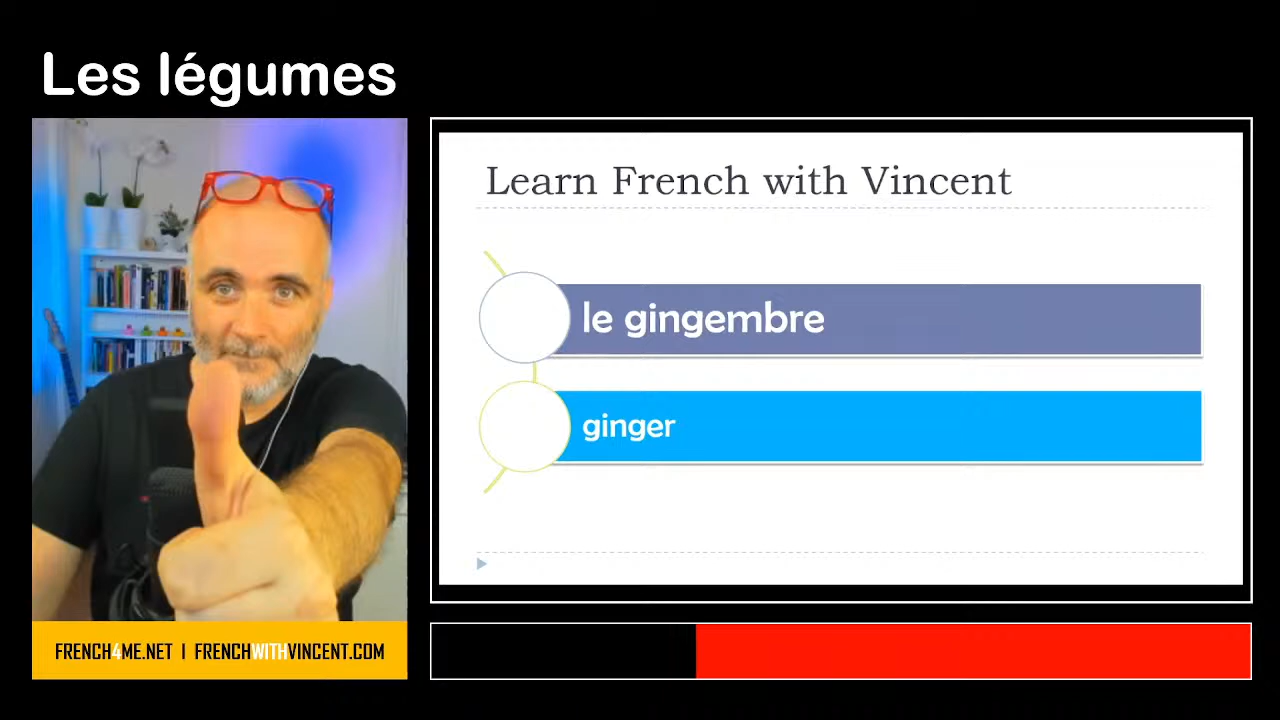 Les légumes
Learn French with Vincent
le gingembre
ginger
FRENCH4ME.NET I FRENCHWITHVINCENT.COM